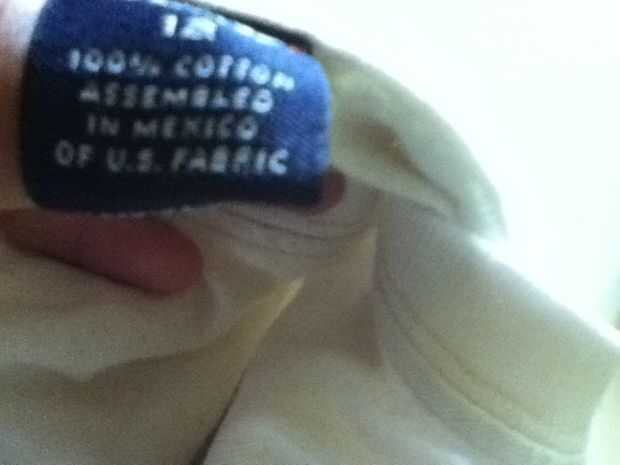 100% COTTON
ASSEMBLED
IN MEXICO
OF U.S. FABRIC